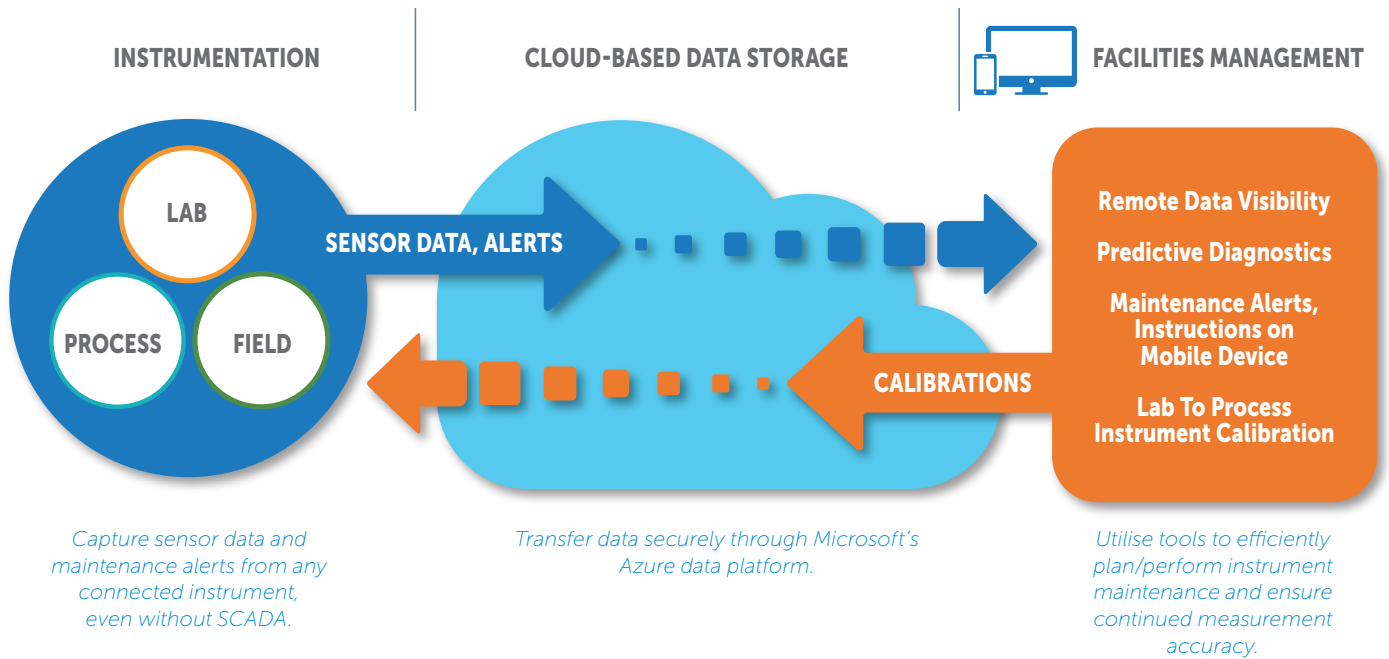 INSTRUMENTATION
CLOUD-BASED DATA STORAGE
FACILITIES MANAGEMENT
LAB
PROCESS
FIELD
SENSOR DATA, ALERTS
CALIBRATIONS
Remote Data Visibility
Predictive Diagnostics
Maintenance Alerts,
Instructions on
Mobile Device
Lab To Process
Instrument Calibration
Capture sensor data and
maintenance alerts from any
connected instrument,
even without SCADA.
Transfer data securely through Microsoft's
Azure data platform.
Utilise tools to efficiently
plan/perform instrument
maintenance and ensure
continued measurement
accuracy.